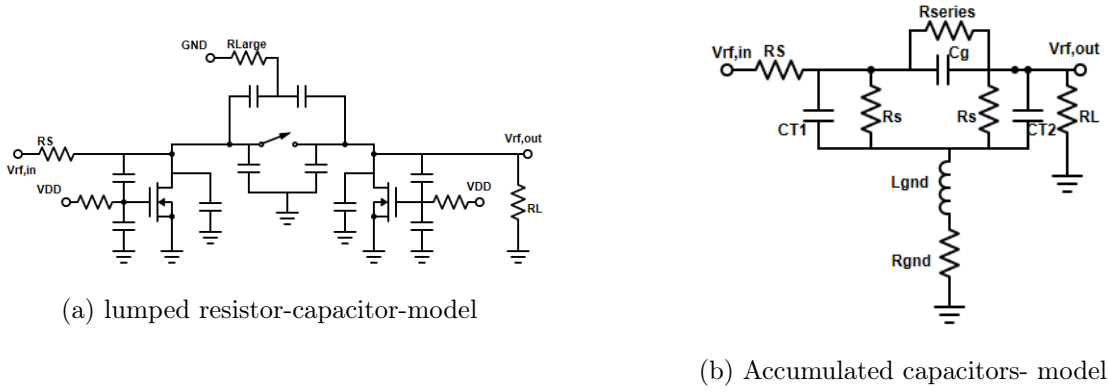 GND
RLarge
RS
Vrf,in
VDD
Vrf,out
VDD
RL
(a) lumped resistor-capacitor-model
Rseries
Vrf,in RS
Cg
Vrf,out
CT1
Rs
Rs
CT2
RL
Lgnd
Rgnd
(b) Accumulated capacitors- model